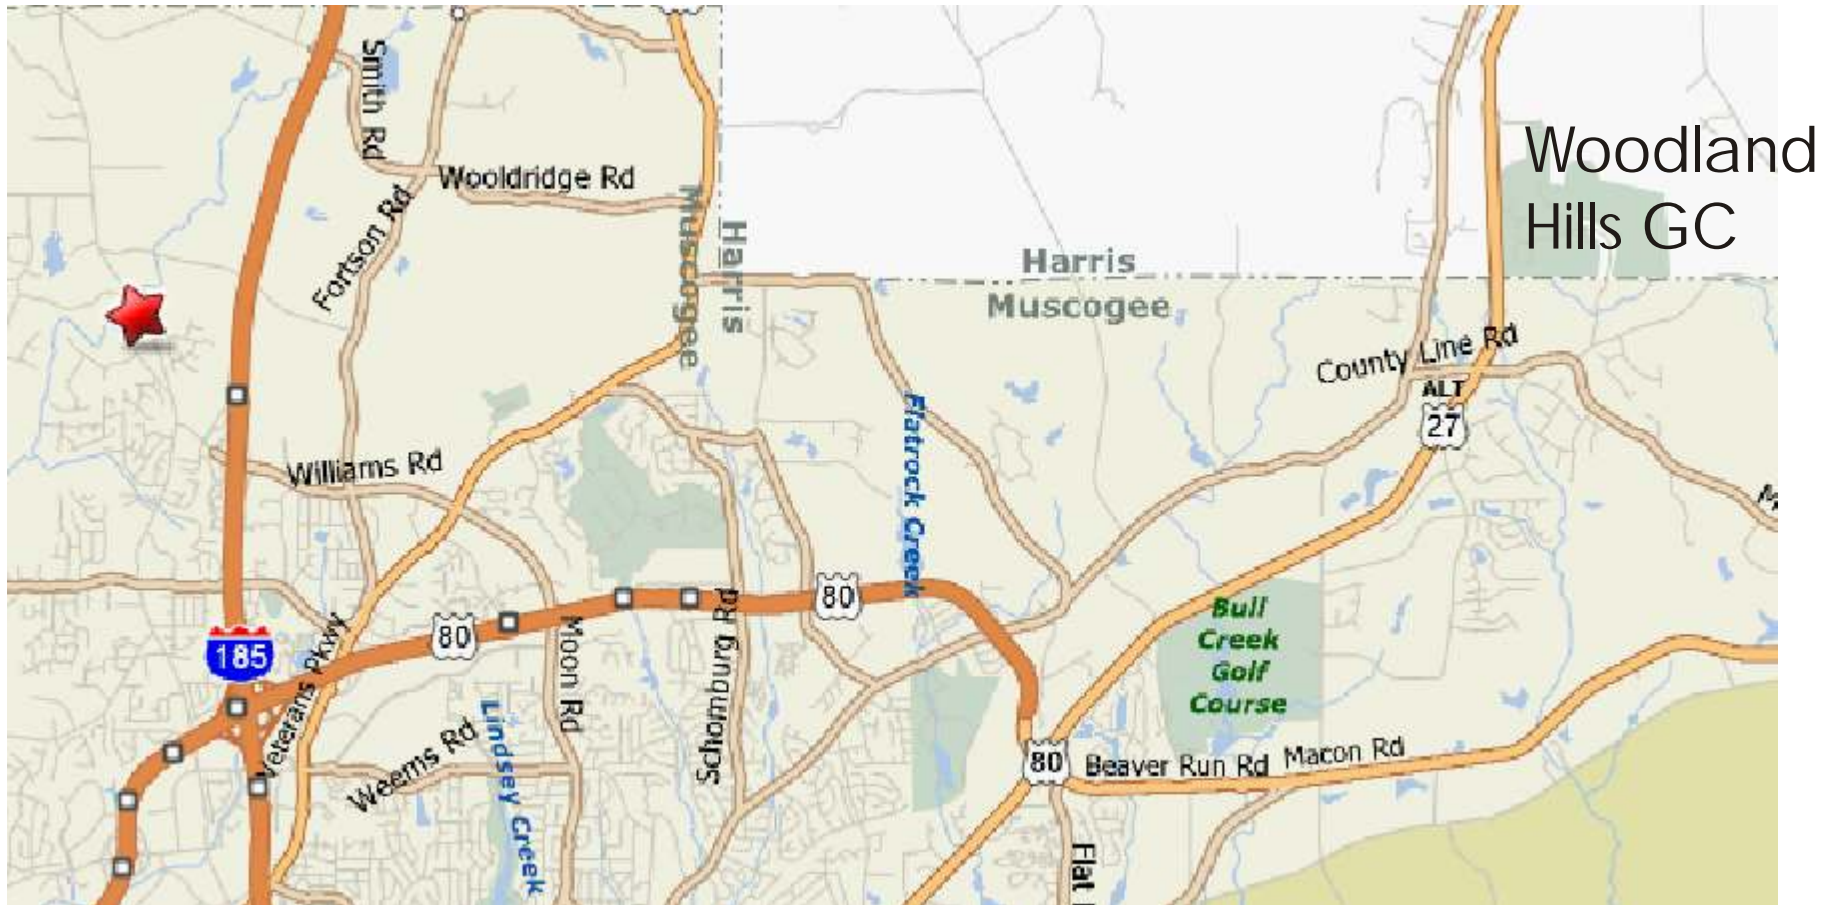 Smith Rd
Wooldridge Rd
Fortson Rd
Muscogee
Harris
Woodland
Hills GC
Harris
Muscogee
County Line Rd
ALT
27
Flatrock Creek
Williams Rd
80
80
185
Veterans Pkwy
Moon Rd
Schomburg Rd
Bull
Creek
Golf
Course
Weems Rd
Lindsey Creek
80
Beaver Run Rd
Macon Rd
Flat